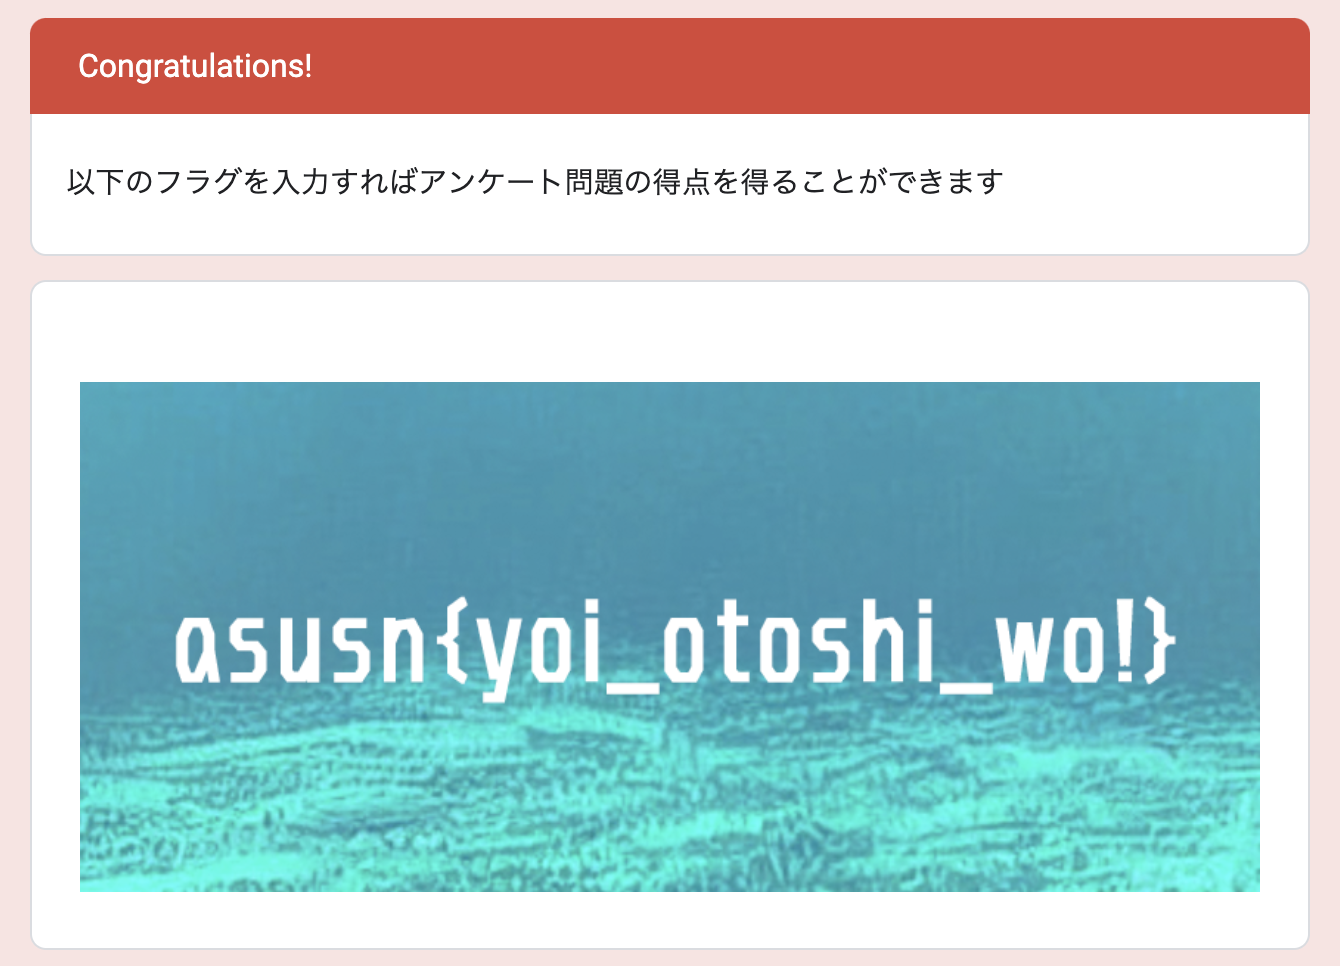 Congratulations!
以下のフラグを入力すればアンケート問題の得点を得ることができます
asusn{yoi_otoshi_wo!}